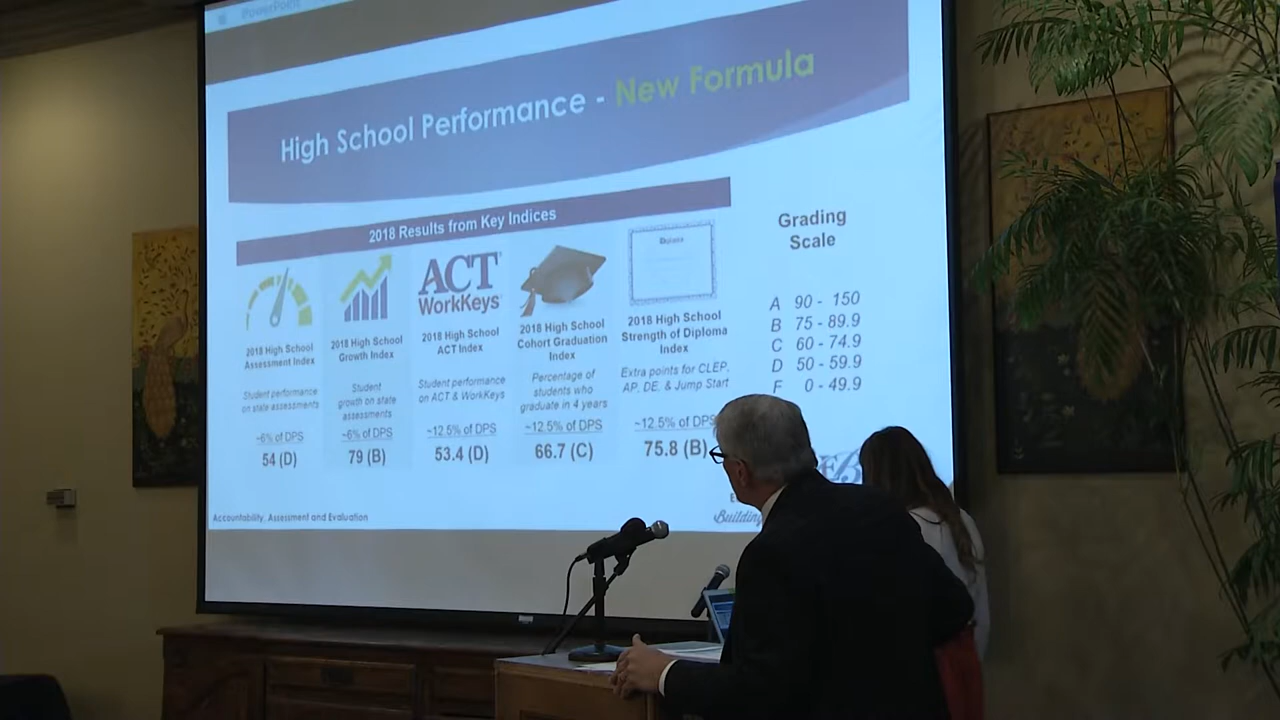 PowerPoint
High School Performance - New Formula
2018 Results from Key Indices
ACT
WorkKeys
Diploma
2018 High School
Assessment Index
Student performance
on state assessments
~6% of DPS
54 (D)
2018 High School
Growth Index
Student
growth on state
assessments
~6% of DPS
79 (B)
2018 High School
ACT Index
Student performance
on ACT & WorkKeys
~12.5% of DPS
53.4 (D)
2018 High School
Cohort Graduation
Index
Percentage of
students who
graduate in 4 years
~12.5% of DPS
66.7 (C)
2018 High School
Strength of Diploma
Index
Extra points for CLEP,
AP, DE, & Jump Start
~12.5% of DPS
75.8 (B)
Grading
Scale
A 90 - 150
B 75 - 89.9
C 60 - 74.9
D 50 - 59.9
F 0 - 49.9
Accountability, Assessment and Evaluation
Building